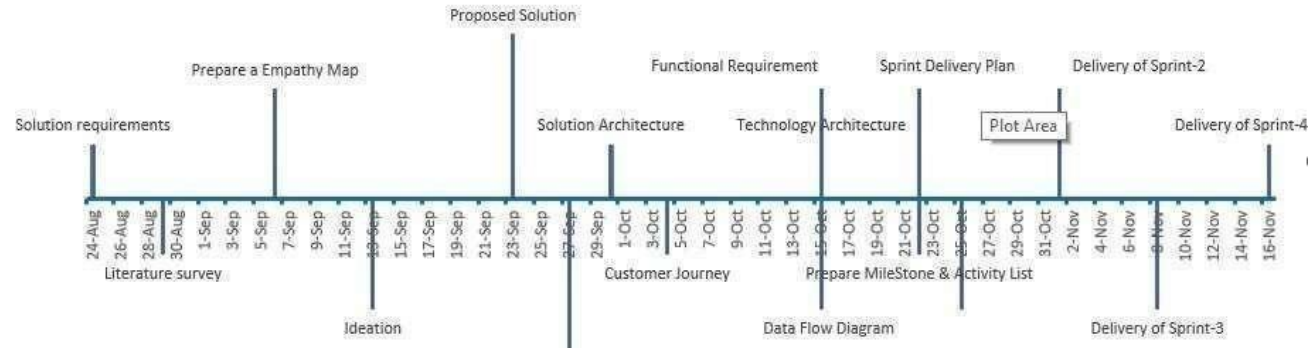 Proposed Solution
Prepare a Empathy Map
Functional Requirement
Sprint Delivery Plan
Delivery of Sprint-2
Solution requirements
Solution Architecture
Technology Architecture
Plot Area
Delivery of Sprint-4
24-Aug
26-Aug
28-Aug
30-Aug
1-Sep
3-Sep
5-Sep
7-Sep
9-Sep
11-Sep
13-Sep
15-Sep
17-Sep
19-Sep
21-Sep
23-Sep
25-Sep
27-Sep
29-Sep
1-Oct
3-Oct
5-Oct
7-Oct
9-Oct
11-Oct
13-Oct
15-Oct
17-Oct
19-Oct
21-Oct
23-Oct
25-Oct
27-Oct
29-Oct
31-Oct
2-Nov
4-Nov
6-Nov
8-Nov
10-Nov
12-Nov
14-Nov
16-Nov
Literature survey
Customer Journey
Prepare MileStone & Activity List
Ideation
Data Flow Diagram
Delivery of Sprint-3